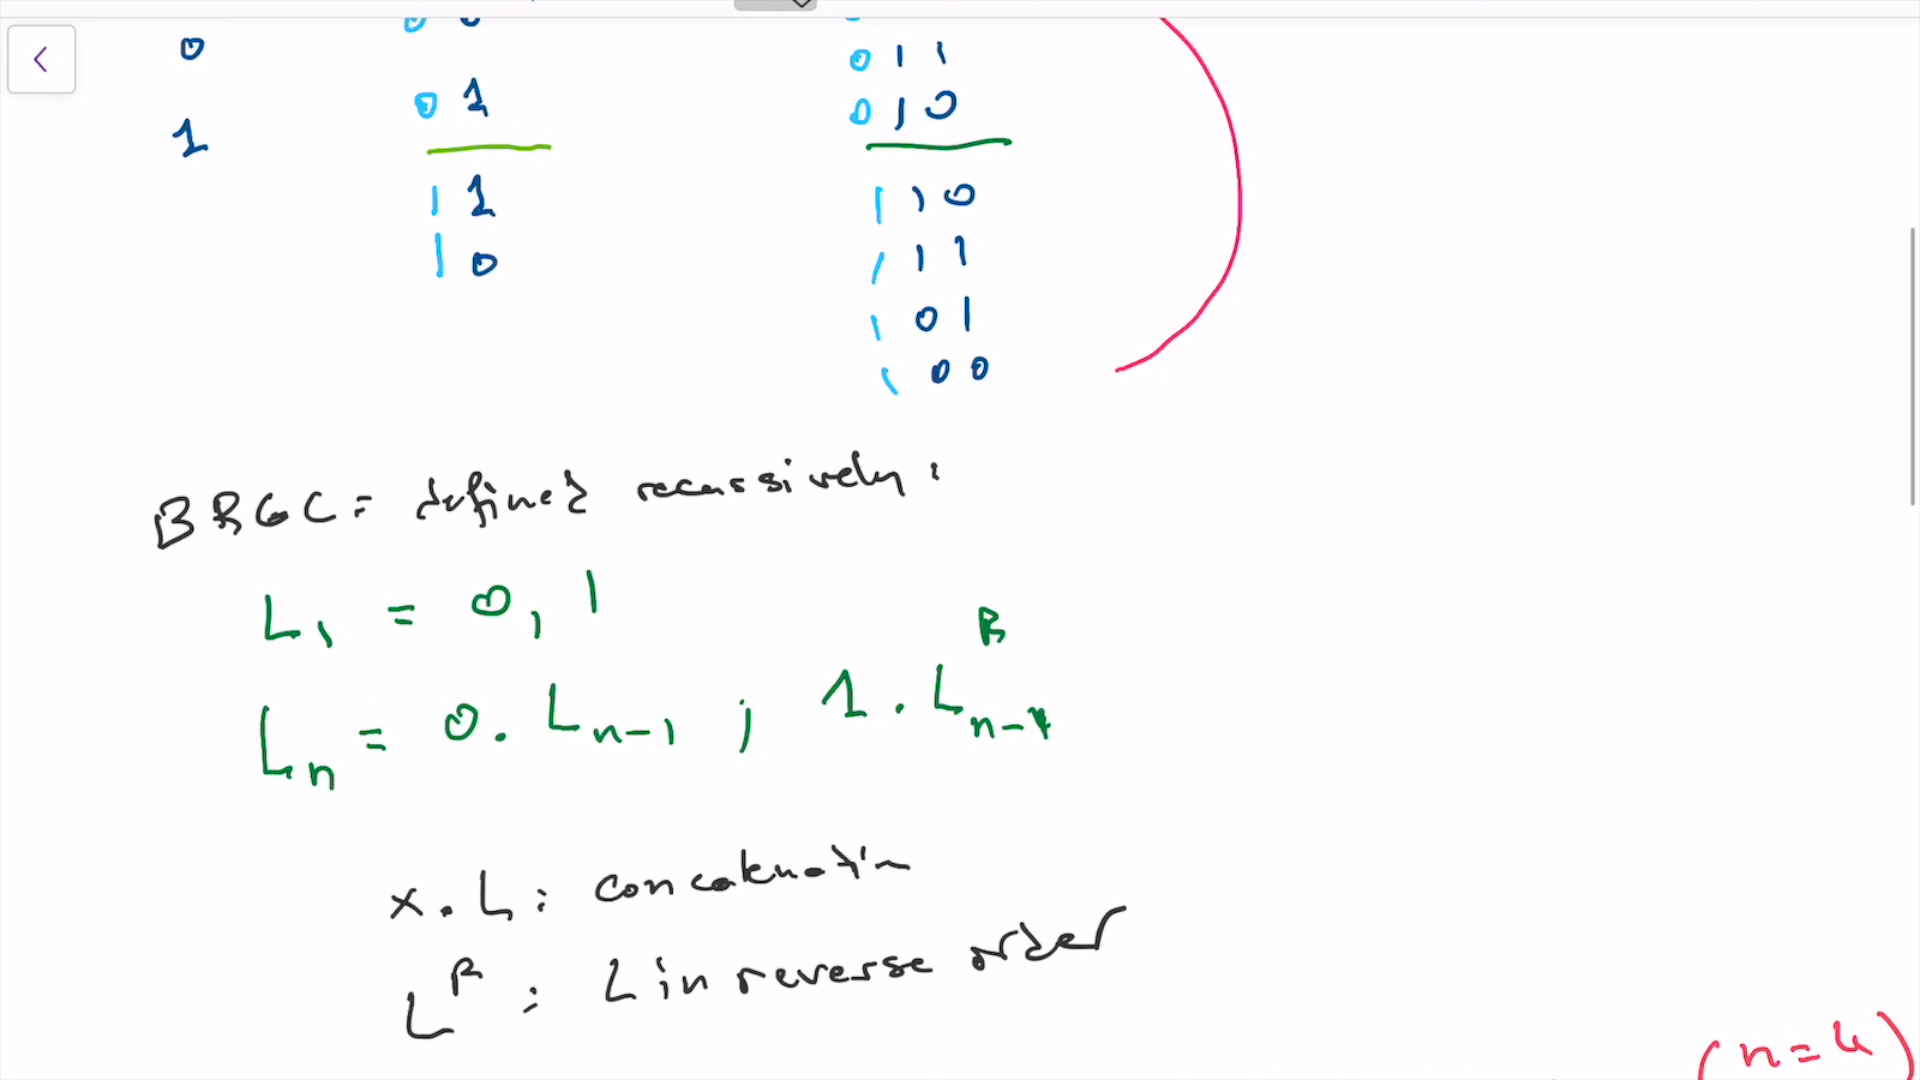 0
1
0 1
1 1
1 0
0 1 1
0 1 0
1 1 0
1 1 1
1 0 1
1 0 0
BRGC: defined recursively:
L₁ = 0, 1
Lₙ = 0. Lₙ₋₁ ; 1. Lᴿₙ₋₁
x. L: concatenatin
Lᴿ: L in reverse order
(n=4)